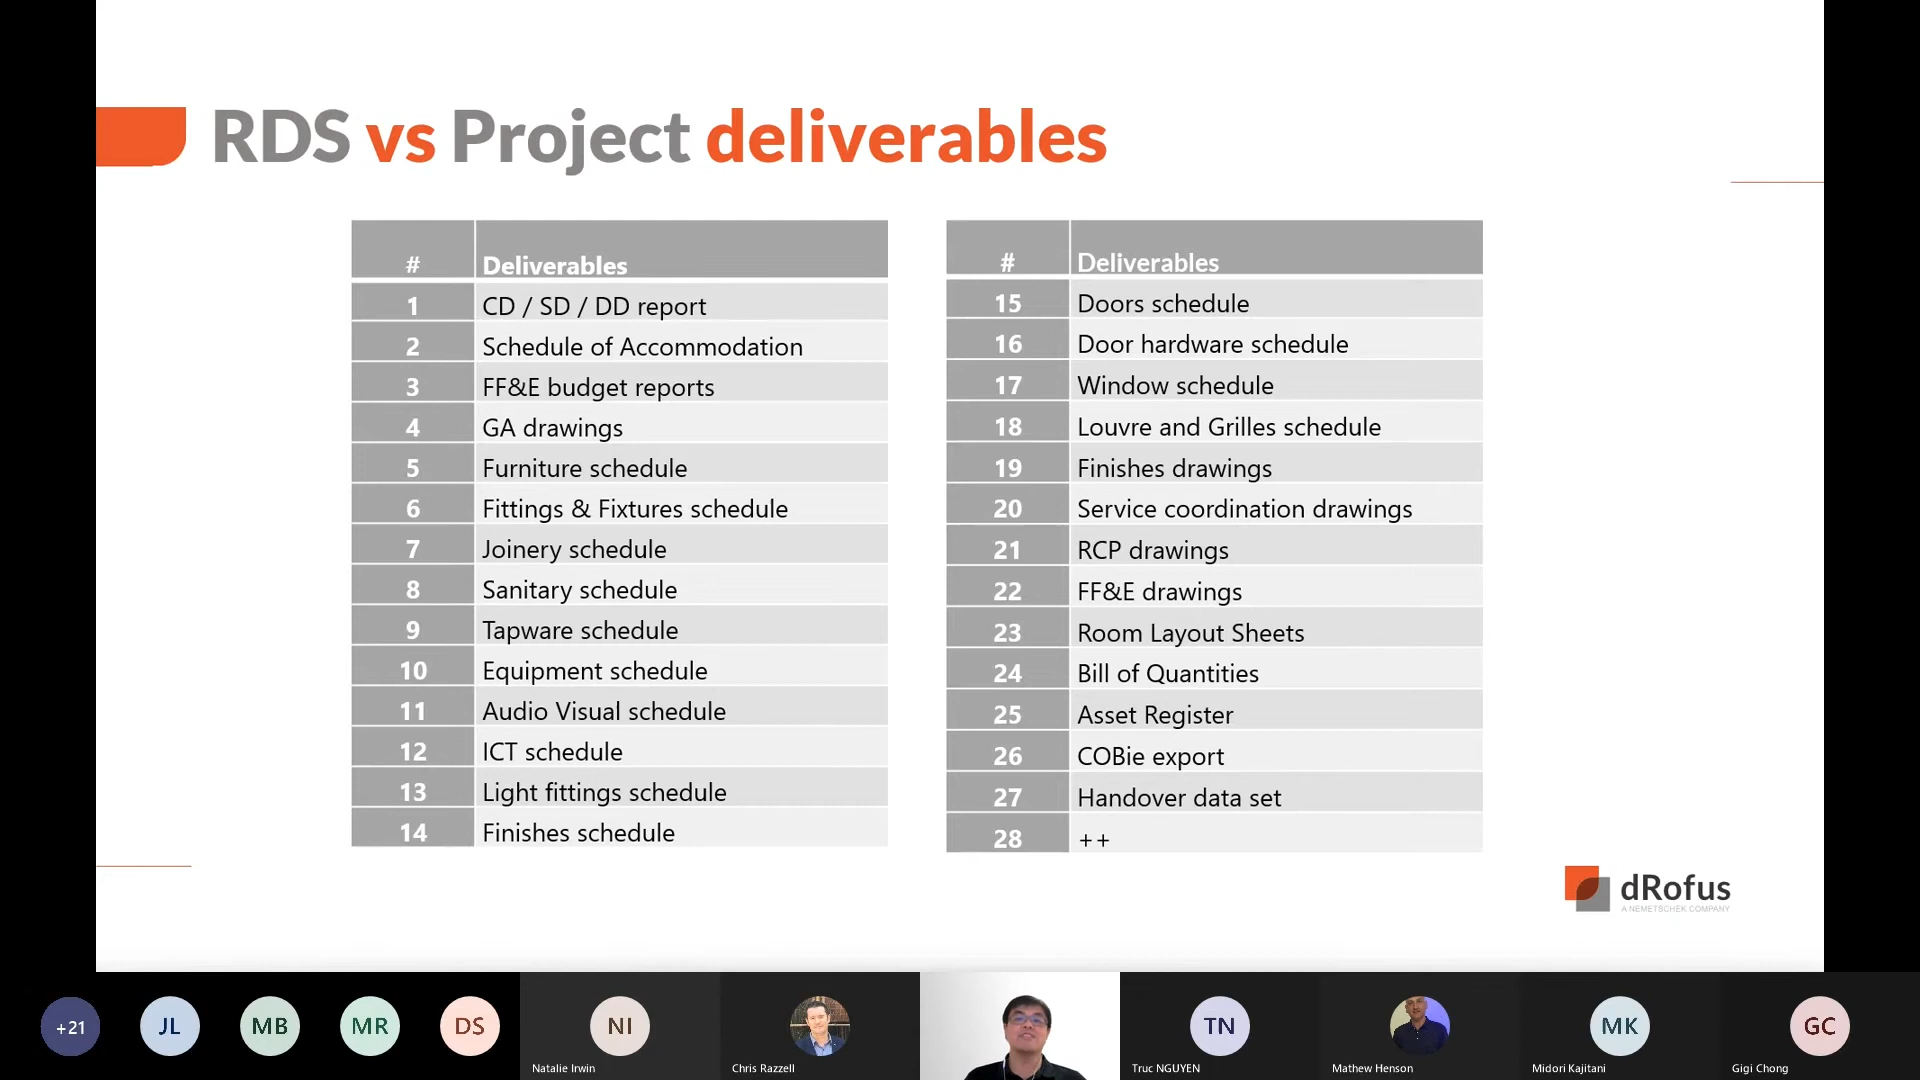 RDS vs Project deliverables
# Deliverables
1 CD / SD / DD report
2 Schedule of Accommodation
3 FF&E budget reports
4 GA drawings
5 Furniture schedule
6 Fittings & Fixtures schedule
7 Joinery schedule
8 Sanitary schedule
9 Tapware schedule
10 Equipment schedule
11 Audio Visual schedule
12 ICT schedule
13 Light fittings schedule
14 Finishes schedule
# Deliverables
15 Doors schedule
16 Door hardware schedule
17 Window schedule
18 Louvre and Grilles schedule
19 Finishes drawings
20 Service coordination drawings
21 RCP drawings
22 FF&E drawings
23 Room Layout Sheets
24 Bill of Quantities
25 Asset Register
26 COBie export
27 Handover data set
28 ++
dRofus
A NEMETSCHEK COMPANY
+21 JL MB MR DS NI TN MK GC
Natalie Irwin Chris Razzell Truc NGUYEN Mathew Henson Midori Kajitani Gigi Chong